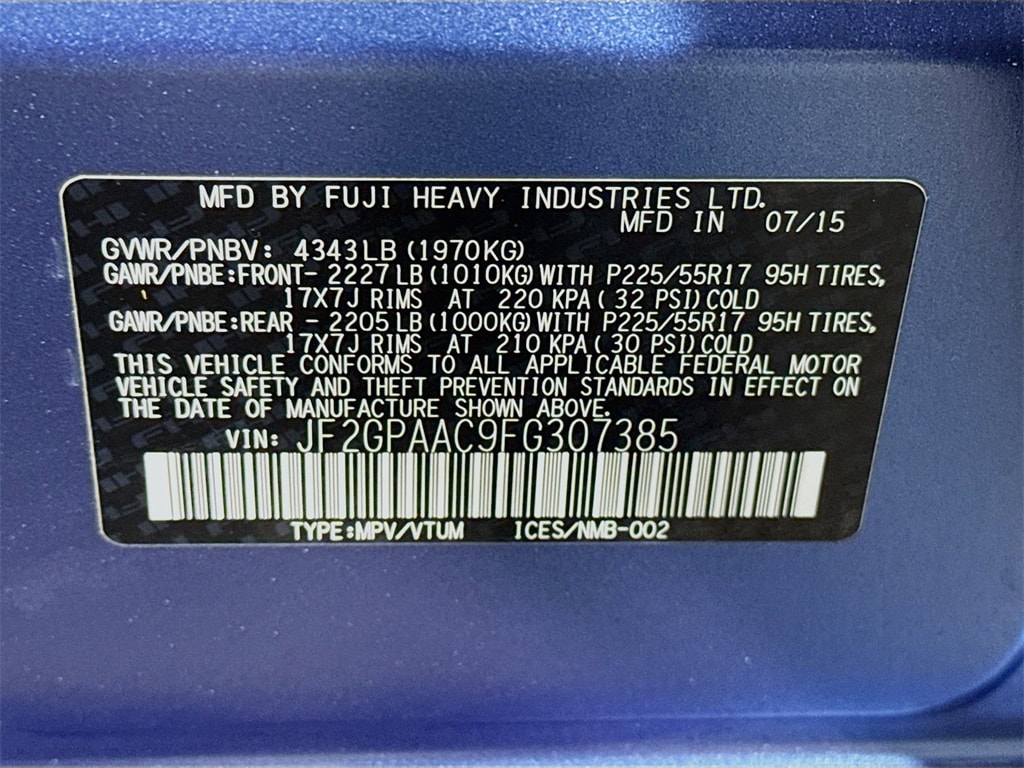 MFD BY FUJI HEAVY INDUSTRIES LTD.
MFD IN 07/15
GVWR/PNBV: 4343LB (1970KG)
GAWR/PNBE:FRONT- 2227LB (1010KG) WITH P225/55R17 95H TIRES,
17X7J RIMS AT 220 KPA ( 32 PSI) COLD
GAWR/PNBE:REAR - 2205LB (1000KG) WITH P225/55R17 95H TIRES,
17X7J RIMS AT 210 KPA ( 30 PSI) COLD
THIS VEHICLE CONFORMS TO ALL APPLICABLE FEDERAL MOTOR
VEHICLE SAFETY AND THEFT PREVENTION STANDARDS IN EFFECT ON
THE DATE OF MANUFACTURE SHOWN ABOVE.
VIN: JF2GPAAC9FG307385
TYPE:MPV/VTUM ICES/NMB-002